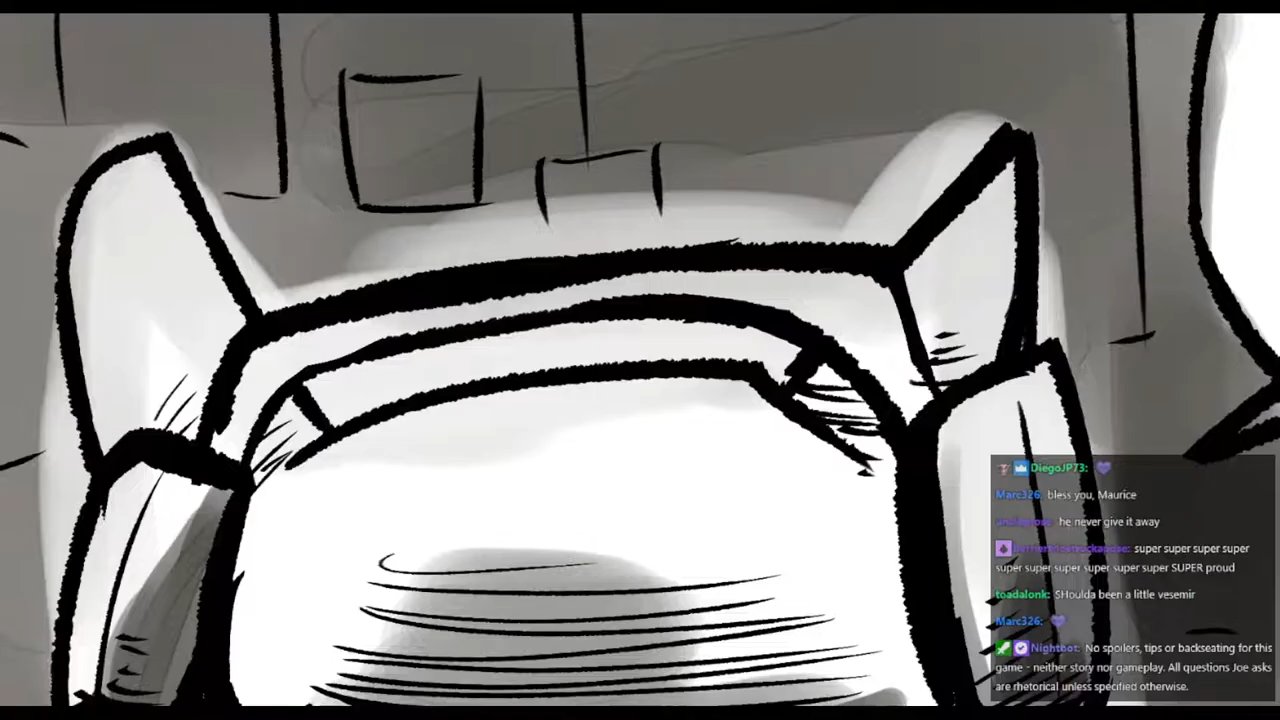 DiegoJP73:
Marc326: bless you, Maurice
he never give it away
super super super super
super super super super super super SUPER proud
toadalonk: SHoulda been a little vesemir
Marc326:
Nightbot: No spoilers, tips or backseating for this
game - neither story nor gameplay. All questions Joe asks
are rhetorical unless specified otherwise.